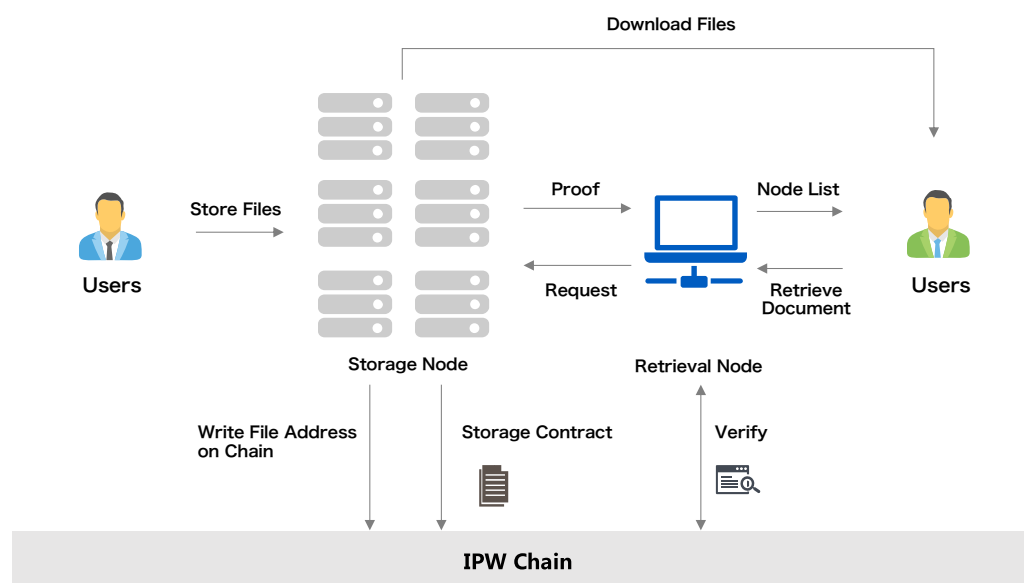 Download Files
Proof
Node List
Store Files
Users
Request
Retrieve
Document
Users
Storage Node
Retrieval Node
Write File Address
on Chain
Storage Contract
Verify
IPW Chain